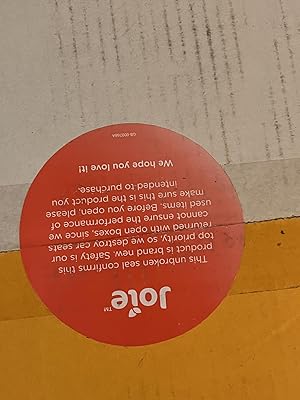 Joie™
This unbroken seal confirms this
product is brand new. Safety is our
top priority, so we destroy car seats
returned with open boxes, since we
cannot ensure the performance of
used items. Before you open, please
make sure this is the product you
intended to purchase.
We hope you love it!